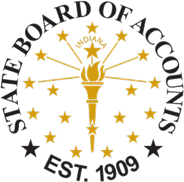 STATE BOARD OF ACCOUNTS
INDIANA
EST. 1909